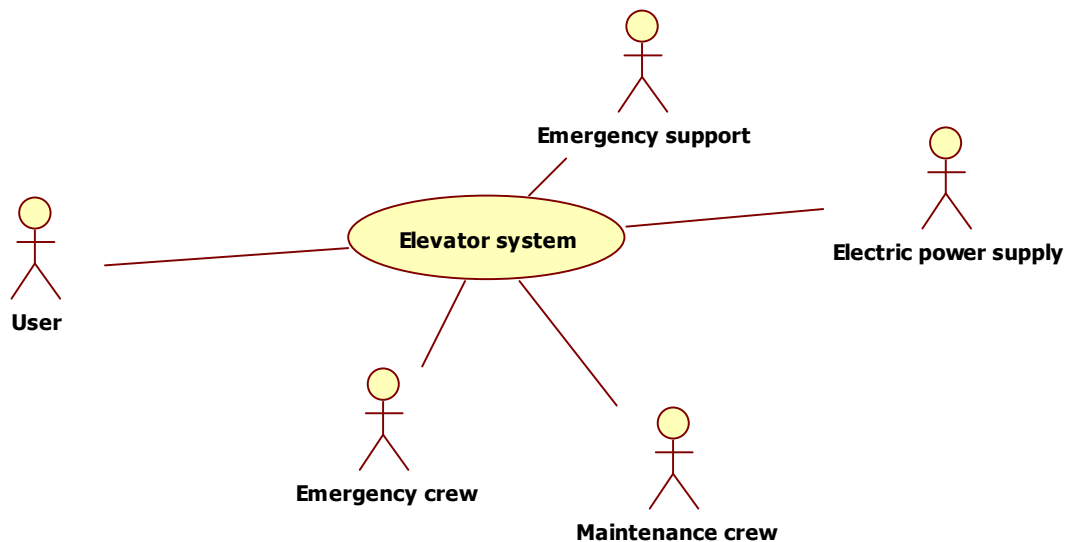 Emergency support
Elevator system
Electric power supply
User
Emergency crew
Maintenance crew